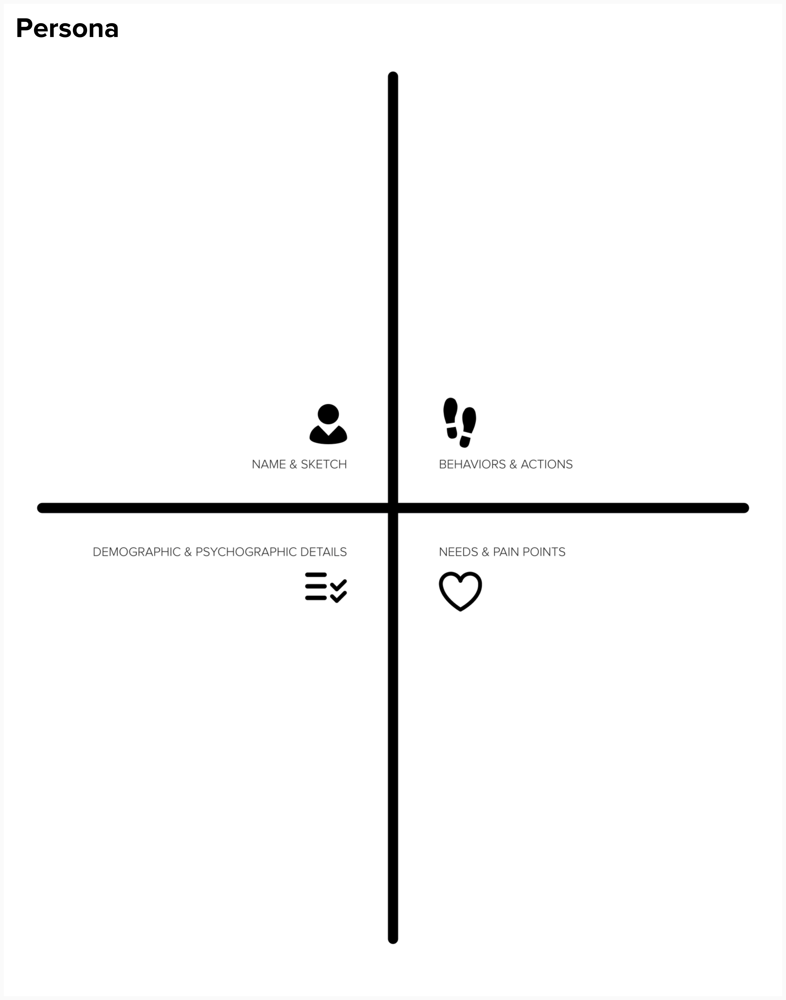 Persona
NAME & SKETCH
BEHAVIORS & ACTIONS
DEMOGRAPHIC & PSYCHOGRAPHIC DETAILS
NEEDS & PAIN POINTS